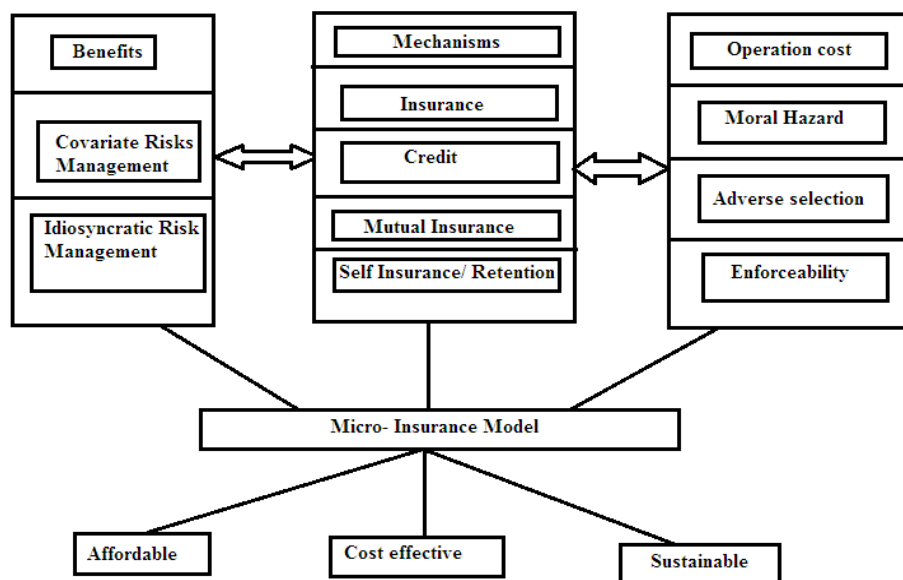 Benefits
Covariate Risks
Management
Idiosyncratic Risk
Management
Mechanisms
Insurance
Credit
Mutual Insurance
Self Insurance/ Retention
Operation cost
Moral Hazard
Adverse selection
Enforceability
Micro- Insurance Model
Affordable
Cost effective
Sustainable